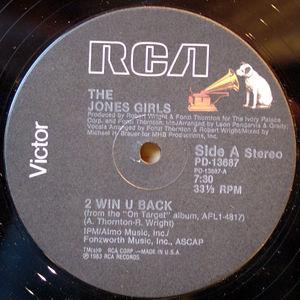 RCA
Victor
THE
JONES GIRLS
Produced by Robert Wright & Fonzi Thornton for The Ivory Palace
Corp. and Fonzi Thornton
Arranged by Leon Pendarvis &
Vocals Arranged by Fonzi Thornton & Robert Wright/Mixed by
Michael H. Brauer for MHB Productions, Inc.
Side A Stereo
PD-13687
PD-13687-A
7:30
33⅓ RPM
2 WIN U BACK
(from the "On Target" album, AFL1-4817)
(A. Thornton-R. Wright)
IPM/Almo Music, Inc./
Fonzworth Music, Inc., ASCAP
TM(s)® RCA CORP.—MADE IN U.S.A.
℗ 1983 RCA RECORDS